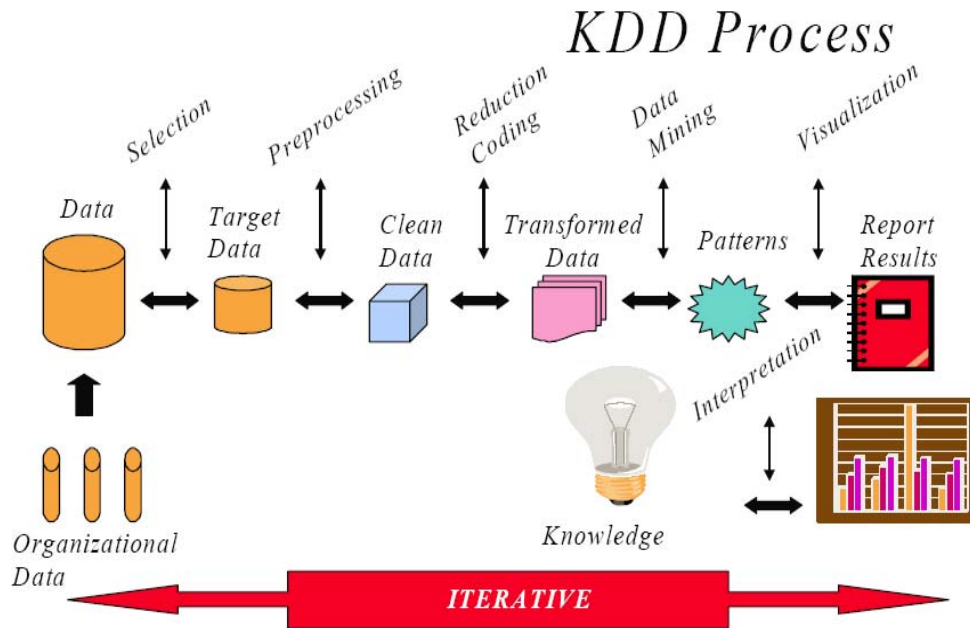 KDD Process
Selection
Preprocessing
Reduction
Coding
Data
Mining
Visualization
Data
Target
Data
Clean
Data
Transformed
Data
Patterns
Report
Results
Interpretation
Organizational
Data
Knowledge
ITERATIVE